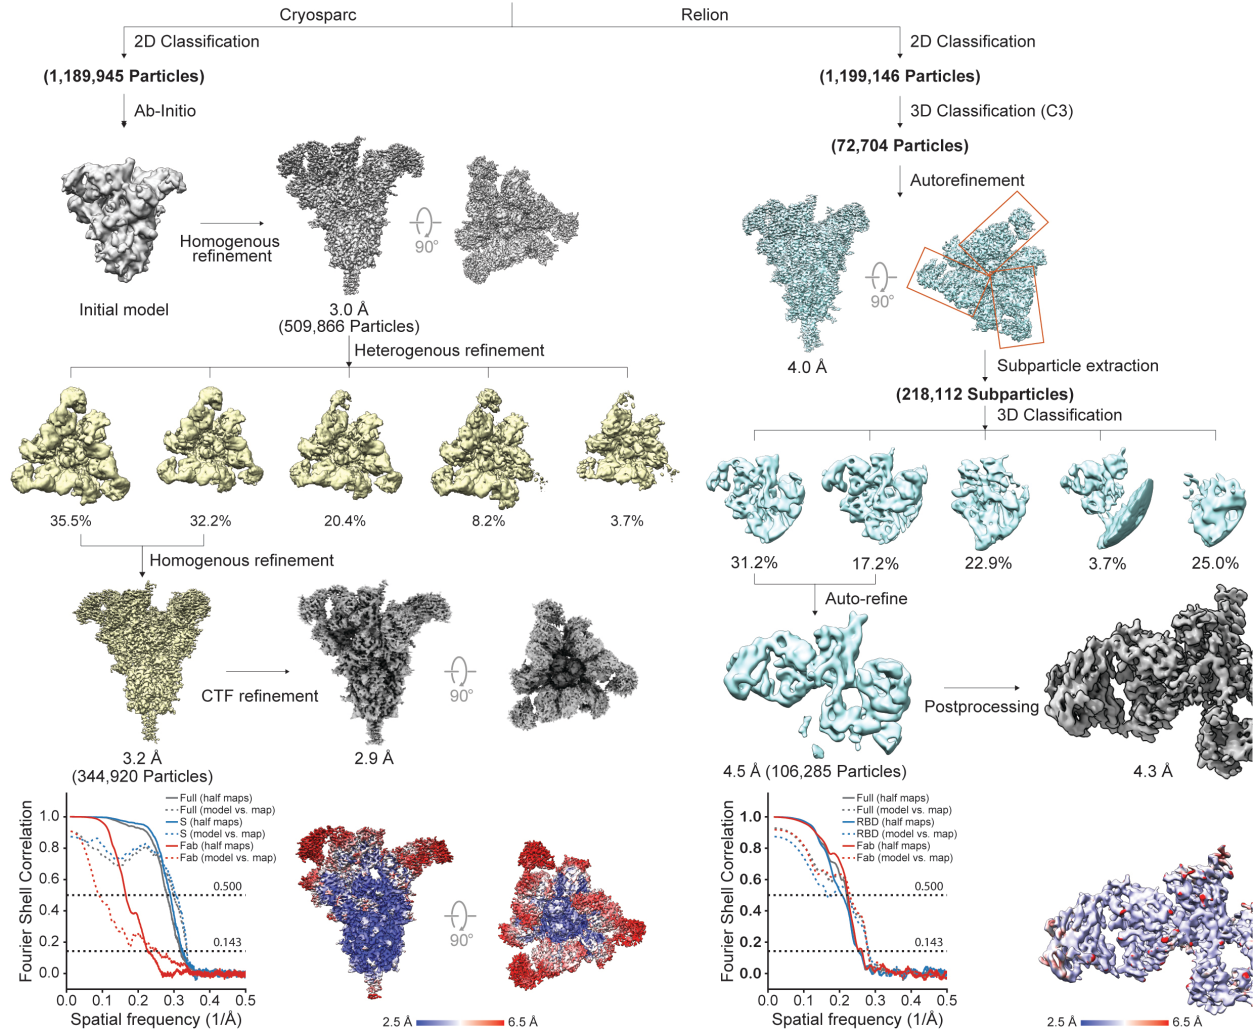 Cryosparc
Relion
2D Classification
(1,189,945 Particles)
Ab-Initio
Initial model
Homogenous
refinement
90°
3.0 Å
(509,866 Particles)
Heterogenous refinement
35.5%
32.2%
20.4%
8.2%
3.7%
Homogenous refinement
3.2 Å
(344,920 Particles)
CTF refinement
2.9 Å
90°
Full (half maps)
Full (model vs. map)
S (half maps)
S (model vs. map)
Fab (half maps)
Fab (model vs. map)
0.500
0.143
1.0
0.8
0.6
0.4
0.2
0.0
Fourier Shell Correlation
0.0
0.1
0.2
0.3
0.4
0.5
Spatial frequency (1/Å)
90°
2.5 Å
6.5 Å
2D Classification
(1,199,146 Particles)
3D Classification (C3)
(72,704 Particles)
Autorefinement
90°
4.0 Å
Subparticle extraction
(218,112 Subparticles)
3D Classification
31.2%
17.2%
22.9%
3.7%
25.0%
Auto-refine
4.5 Å (106,285 Particles)
Postprocessing
4.3 Å
Full (half maps)
Full (model vs. map)
RBD (half maps)
RBD (model vs. map)
Fab (half maps)
Fab (model vs. map)
0.500
0.143
1.0
0.8
0.6
0.4
0.2
0.0
Fourier Shell Correlation
0.0
0.1
0.2
0.3
0.4
0.5
Spatial frequency (1/Å)
2.5 Å
6.5 Å